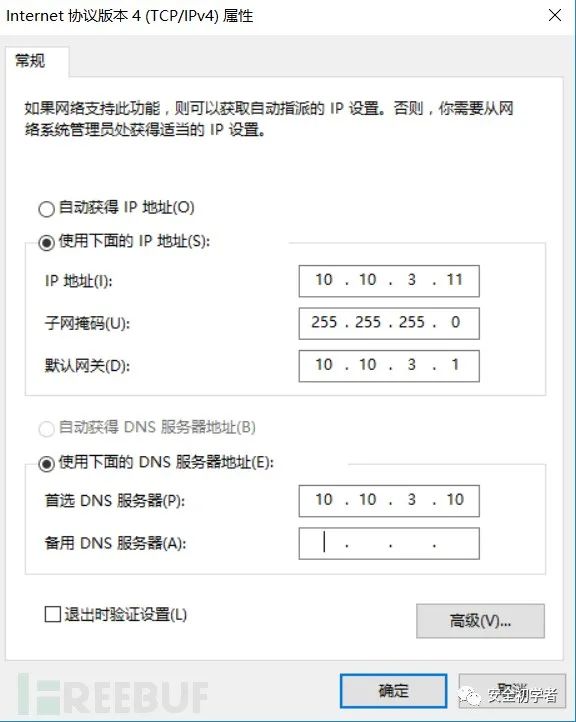 Internet 协议版本 4 (TCP/IPv4) 属性
常规
如果网络支持此功能，则可以获取自动指派的 IP 设置。否则，你需要从网
络系统管理员处获得适当的 IP 设置。
自动获得 IP 地址(O)
使用下面的 IP 地址(S):
IP 地址(I): 10 . 10 . 3 . 11
子网掩码(U): 255 . 255 . 255 . 0
默认网关(D): 10 . 10 . 3 . 1
自动获得 DNS 服务器地址(B)
使用下面的 DNS 服务器地址(E):
首选 DNS 服务器(P): 10 . 10 . 3 . 10
备用 DNS 服务器(A): . . .
退出时验证设置(L)
高级(V)...
确定 取消
FREEBUF
安全初学者